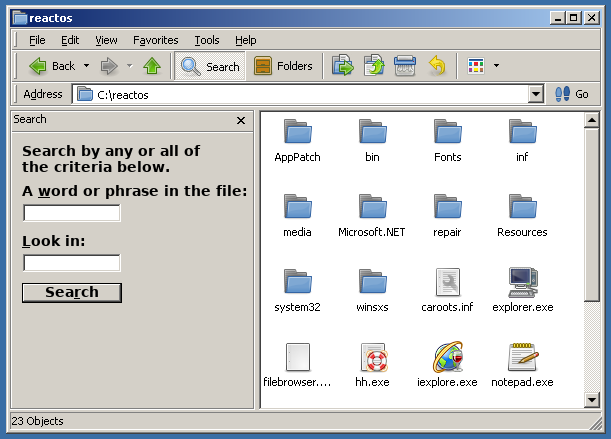 reactos
File Edit View Favorites Tools Help
Back Search Folders
Address C:\reactos Go
Search
Search by any or all of
the criteria below.
A word or phrase in the file:
Look in:
Search
AppPatch bin Fonts inf
media Microsoft.NET repair Resources
system32 winsxs caroots.inf explorer.exe
filebrowser.... hh.exe iexplore.exe notepad.exe
23 Objects